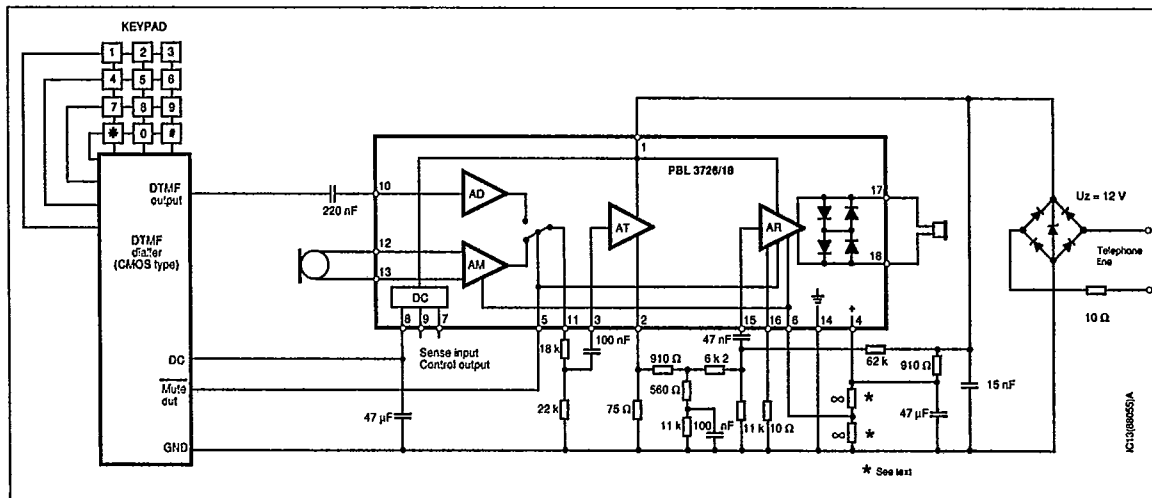 KEYPAD
1 2 3
4 5 6
7 8 9
* 0 #
DTMF
output
DTMF
dialler
(CMOS type)
DC
Mute
out
GND
220 nF
10
12
13
AD
AM
DC
8 9 7
Sense input
Control output
47 µF
5
11
3
18 k
22 k
100 nF
1
PBL 3726/18
AT
2
75 Ω
910 Ω
560 Ω
11 k
100 nF
6 k 2
AR
15
16
6
14
4
+
47 nF
11 k
10 Ω
17
18
62 k
910 Ω
∞ *
∞ *
47 µF
15 nF
* See text
Uz = 12 V
Telephone
line
10 Ω
IC13(88055)A